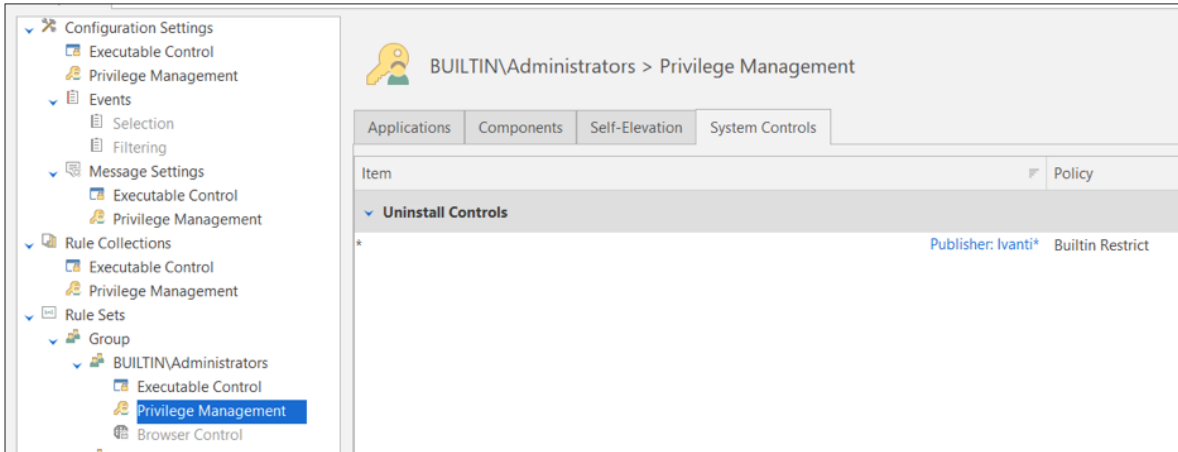 Configuration Settings
Executable Control
Privilege Management
Events
Selection
Filtering
Message Settings
Executable Control
Privilege Management
Rule Collections
Executable Control
Privilege Management
Rule Sets
Group
BUILTIN\Administrators
Executable Control
Privilege Management
Browser Control
BUILTIN\Administrators > Privilege Management
Applications Components Self-Elevation System Controls
Item Policy
Uninstall Controls
* Publisher: Ivanti* Builtin Restrict